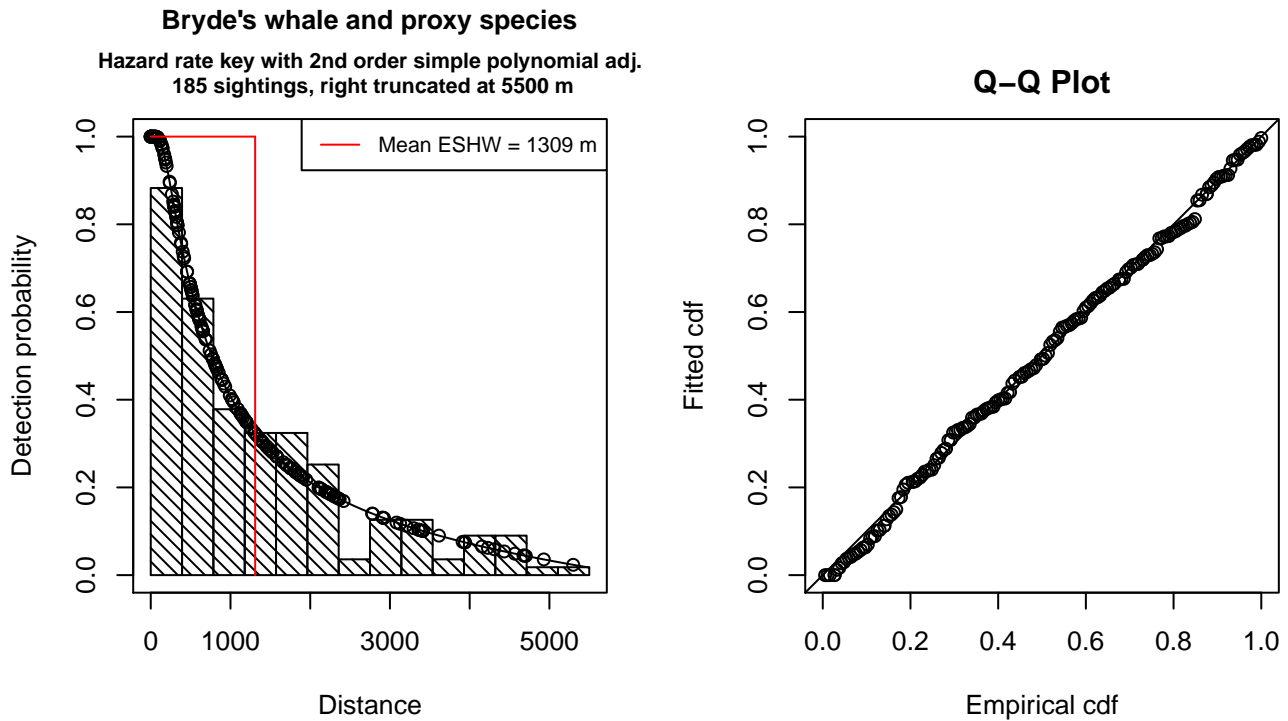 Bryde's whale and proxy species
Hazard rate key with 2nd order simple polynomial adj.
185 sightings, right truncated at 5500 m
Mean ESHW = 1309 m
Detection probability
0.0 0.2 0.4 0.6 0.8 1.0
0 1000 3000 5000
Distance
Q−Q Plot
Fitted cdf
0.0 0.2 0.4 0.6 0.8 1.0
0.0 0.2 0.4 0.6 0.8 1.0
Empirical cdf